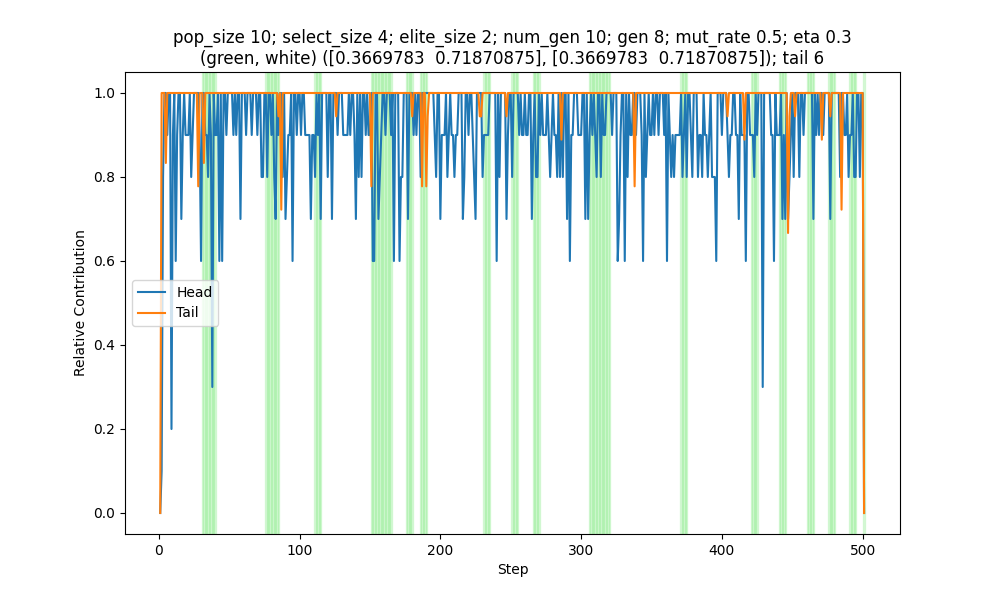 pop_size 10; select_size 4; elite_size 2; num_gen 10; gen 8; mut_rate 0.5; eta 0.3
(green, white) ([0.3669783  0.71870875], [0.3669783  0.71870875]); tail 6
1.0
0.8
0.6
0.4
0.2
0.0
Relative Contribution
Head
Tail
0
100
200
300
400
500
Step